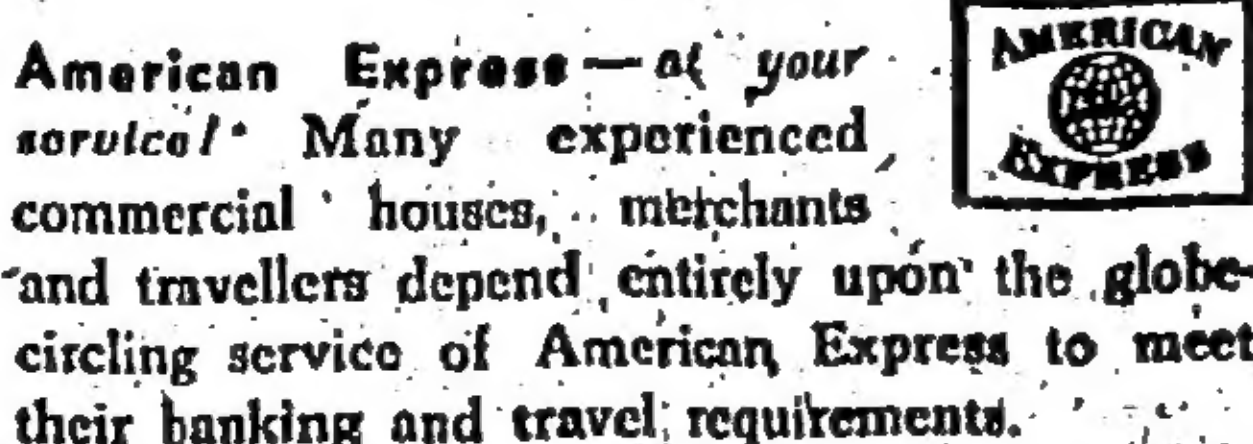 American Express — at your
service! Many experienced
commercial houses, merchants
and travellers depend entirely upon the globe-
circling service of American Express to meet
their banking and travel requirements.
AMERICAN
EXPRESS